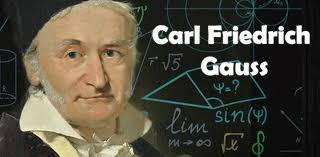 Carl Friedrich
Gauss
√5
Ψ=?
sin(Ψ)
lim
m→∞
√x